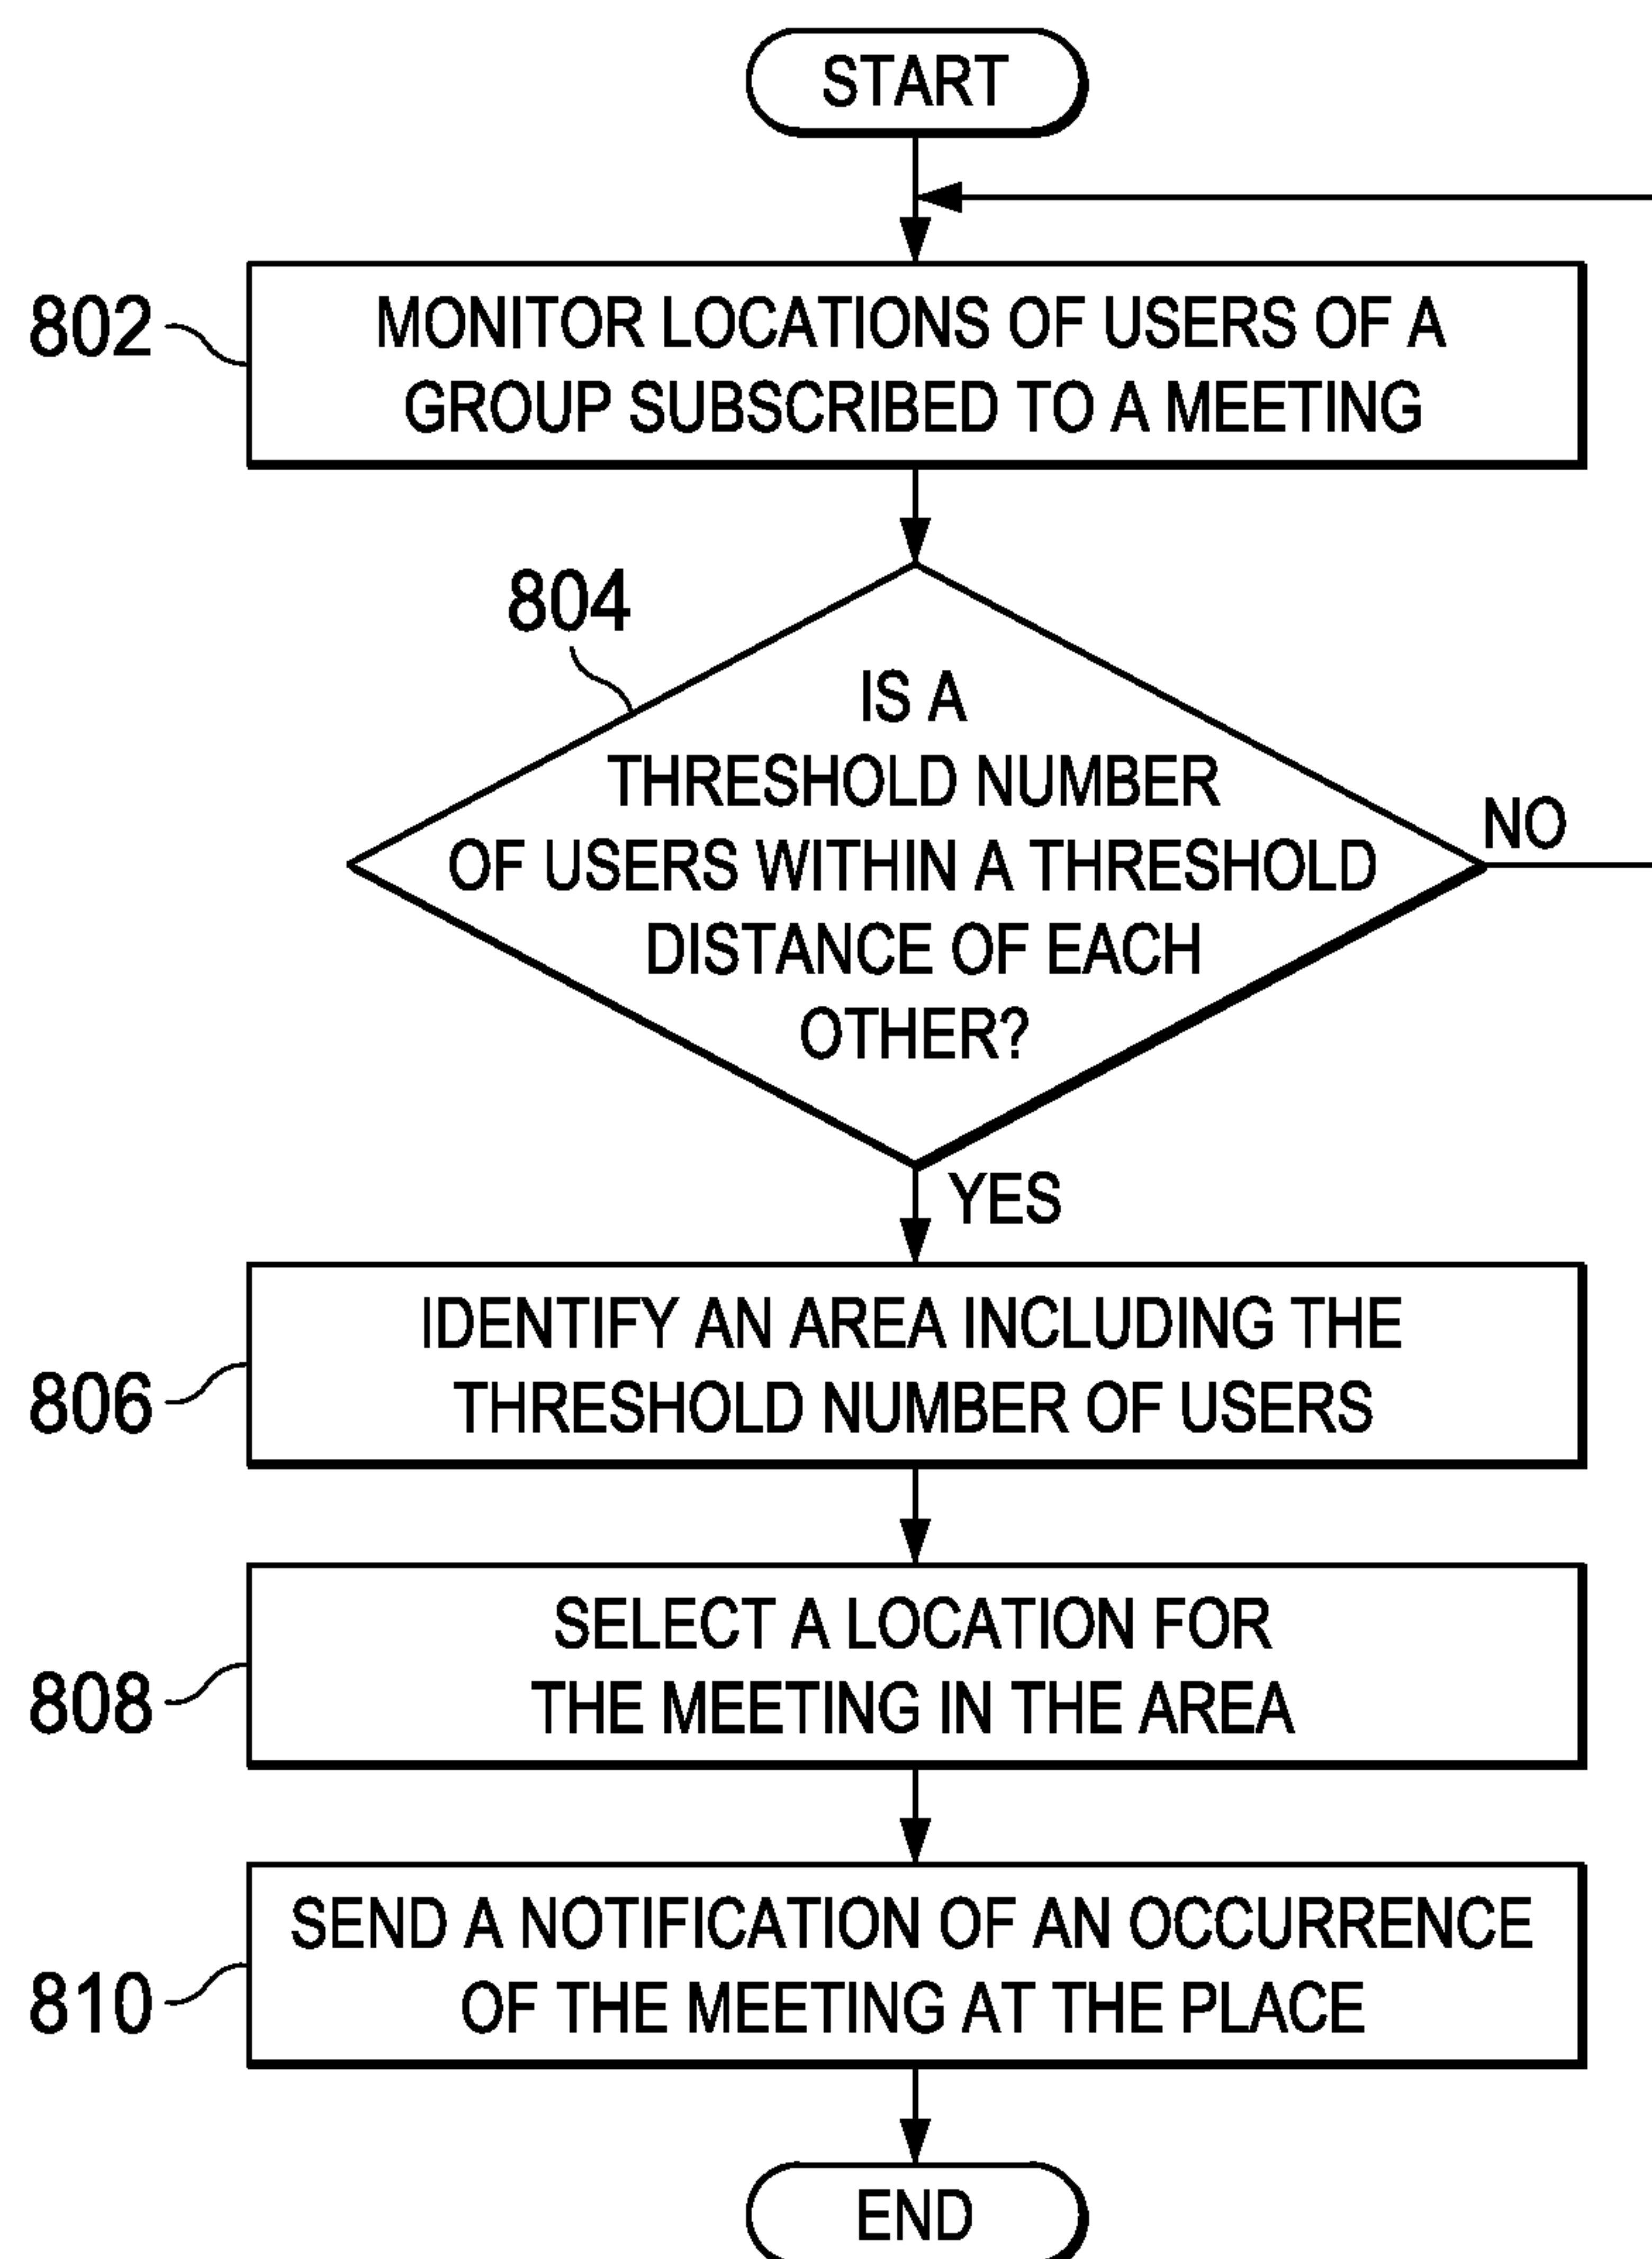 START
802
MONITOR LOCATIONS OF USERS OF A
GROUP SUBSCRIBED TO A MEETING
804
IS A
THRESHOLD NUMBER
OF USERS WITHIN A THRESHOLD
DISTANCE OF EACH
OTHER?
NO
YES
806
IDENTIFY AN AREA INCLUDING THE
THRESHOLD NUMBER OF USERS
808
SELECT A LOCATION FOR
THE MEETING IN THE AREA
810
SEND A NOTIFICATION OF AN OCCURRENCE
OF THE MEETING AT THE PLACE
END